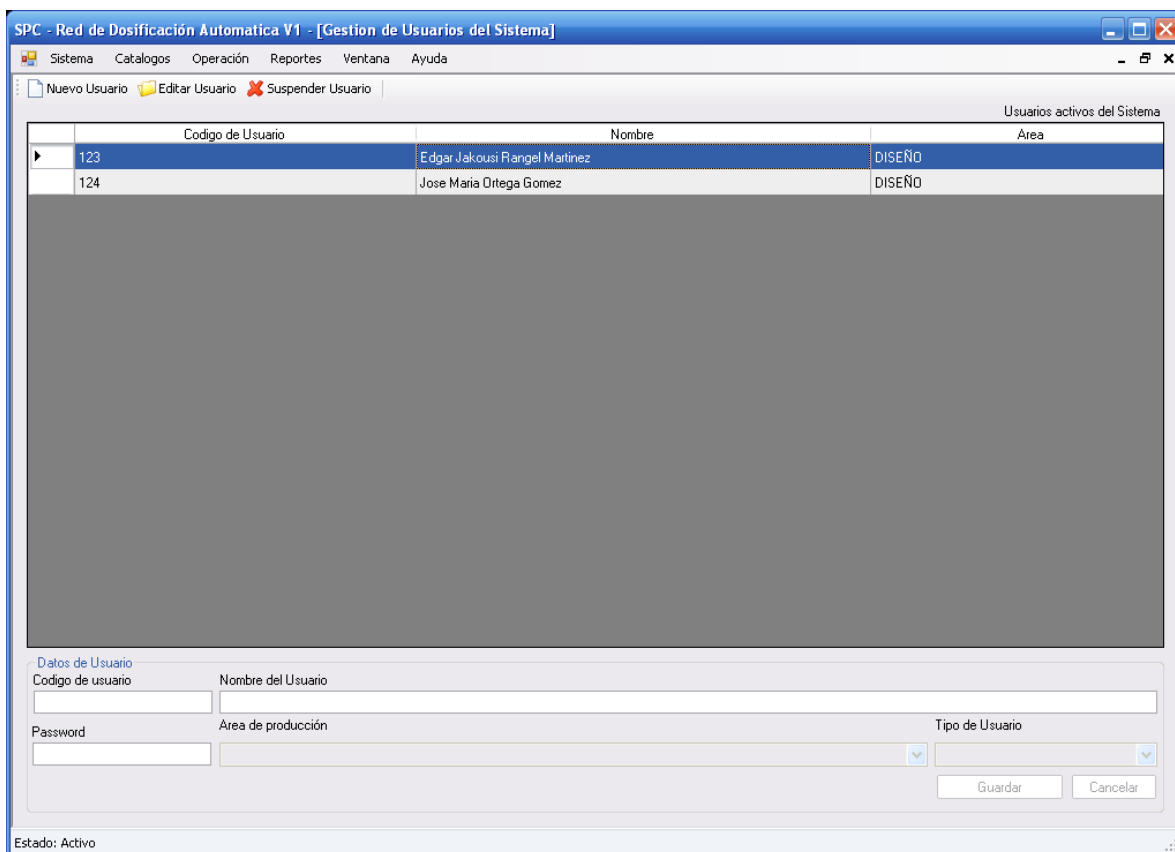 SPC - Red de Dosificación Automatica V1 - [Gestion de Usuarios del Sistema]
Sistema Catalogos Operación Reportes Ventana Ayuda
Nuevo Usuario Editar Usuario Suspender Usuario
Usuarios activos del Sistema
Codigo de Usuario Nombre Area
123 Edgar Jakousi Rangel Martinez DISEÑO
124 Jose Maria Ortega Gomez DISEÑO
Datos de Usuario
Codigo de usuario Nombre del Usuario
Password Area de producción Tipo de Usuario
Guardar Cancelar
Estado: Activo